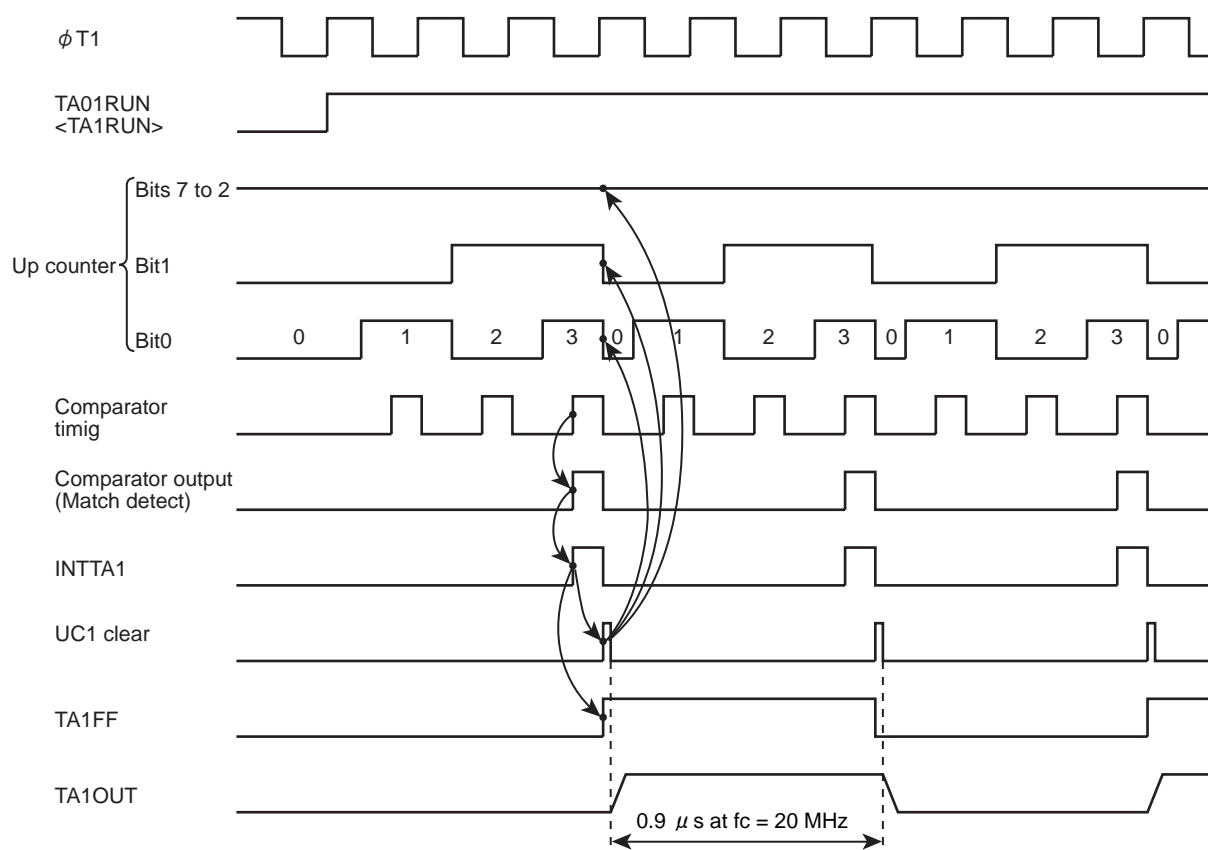 ϕ T1
TA01RUN
<TA1RUN>
Up counter
Bits 7 to 2
Bit1
Bit0
0 1 2 3 0 1 2 3 0 1 2 3 0
Comparator
timig
Comparator output
(Match detect)
INTTA1
UC1 clear
TA1FF
TA1OUT
0.9 μ s at fc = 20 MHz